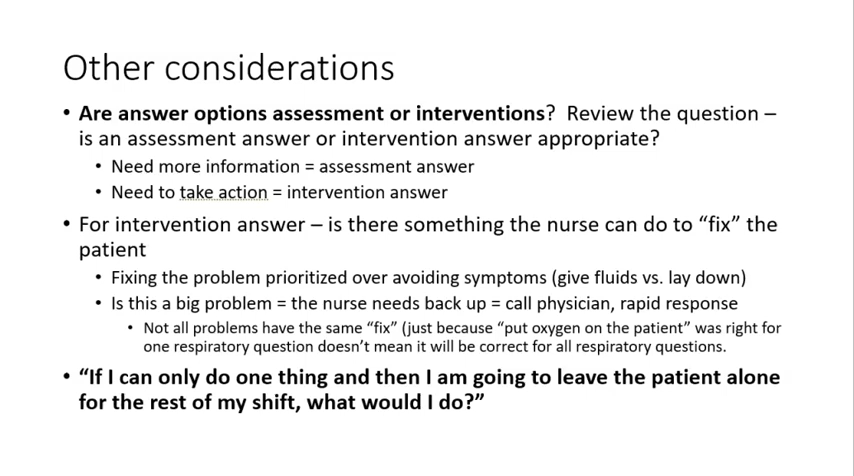 Other considerations
• Are answer options assessment or interventions?  Review the question –
is an assessment answer or intervention answer appropriate?
• Need more information = assessment answer
• Need to take action = intervention answer
• For intervention answer – is there something the nurse can do to “fix” the
patient
• Fixing the problem prioritized over avoiding symptoms (give fluids vs. lay down)
• Is this a big problem = the nurse needs back up = call physician, rapid response
• Not all problems have the same “fix” (just because “put oxygen on the patient” was right for
one respiratory question doesn’t mean it will be correct for all respiratory questions.
• “If I can only do one thing and then I am going to leave the patient alone
for the rest of my shift, what would I do?”